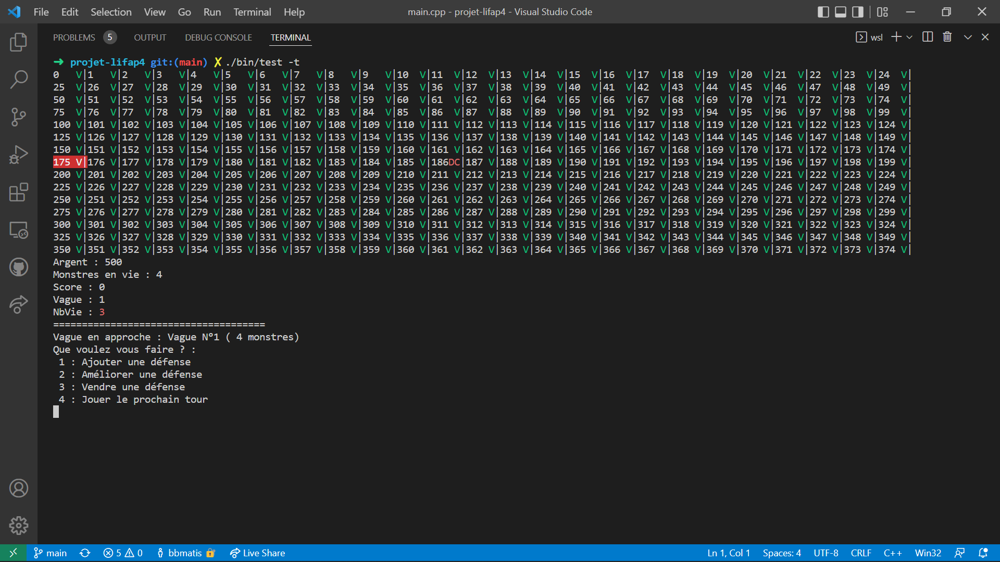 File Edit Selection View Go Run Terminal Help main.cpp - projet-lifap4 - Visual Studio Code
PROBLEMS 5 OUTPUT DEBUG CONSOLE TERMINAL wsl
➜ projet-lifap4 git:(main) ✗ ./bin/test -t
0 V|1 V|2 V|3 V|4 V|5 V|6 V|7 V|8 V|9 V|10 V|11 V|12 V|13 V|14 V|15 V|16 V|17 V|18 V|19 V|20 V|21 V|22 V|23 V|24 V|
25 V|26 V|27 V|28 V|29 V|30 V|31 V|32 V|33 V|34 V|35 V|36 V|37 V|38 V|39 V|40 V|41 V|42 V|43 V|44 V|45 V|46 V|47 V|48 V|49 V|
50 V|51 V|52 V|53 V|54 V|55 V|56 V|57 V|58 V|59 V|60 V|61 V|62 V|63 V|64 V|65 V|66 V|67 V|68 V|69 V|70 V|71 V|72 V|73 V|74 V|
75 V|76 V|77 V|78 V|79 V|80 V|81 V|82 V|83 V|84 V|85 V|86 V|87 V|88 V|89 V|90 V|91 V|92 V|93 V|94 V|95 V|96 V|97 V|98 V|99 V|
100 V|101 V|102 V|103 V|104 V|105 V|106 V|107 V|108 V|109 V|110 V|111 V|112 V|113 V|114 V|115 V|116 V|117 V|118 V|119 V|120 V|121 V|122 V|123 V|124 V|
125 V|126 V|127 V|128 V|129 V|130 V|131 V|132 V|133 V|134 V|135 V|136 V|137 V|138 V|139 V|140 V|141 V|142 V|143 V|144 V|145 V|146 V|147 V|148 V|149 V|
150 V|151 V|152 V|153 V|154 V|155 V|156 V|157 V|158 V|159 V|160 V|161 V|162 V|163 V|164 V|165 V|166 V|167 V|168 V|169 V|170 V|171 V|172 V|173 V|174 V|
175 V|176 V|177 V|178 V|179 V|180 V|181 V|182 V|183 V|184 V|185 V|186DC|187 V|188 V|189 V|190 V|191 V|192 V|193 V|194 V|195 V|196 V|197 V|198 V|199 V|
200 V|201 V|202 V|203 V|204 V|205 V|206 V|207 V|208 V|209 V|210 V|211 V|212 V|213 V|214 V|215 V|216 V|217 V|218 V|219 V|220 V|221 V|222 V|223 V|224 V|
225 V|226 V|227 V|228 V|229 V|230 V|231 V|232 V|233 V|234 V|235 V|236 V|237 V|238 V|239 V|240 V|241 V|242 V|243 V|244 V|245 V|246 V|247 V|248 V|249 V|
250 V|251 V|252 V|253 V|254 V|255 V|256 V|257 V|258 V|259 V|260 V|261 V|262 V|263 V|264 V|265 V|266 V|267 V|268 V|269 V|270 V|271 V|272 V|273 V|274 V|
275 V|276 V|277 V|278 V|279 V|280 V|281 V|282 V|283 V|284 V|285 V|286 V|287 V|288 V|289 V|290 V|291 V|292 V|293 V|294 V|295 V|296 V|297 V|298 V|299 V|
300 V|301 V|302 V|303 V|304 V|305 V|306 V|307 V|308 V|309 V|310 V|311 V|312 V|313 V|314 V|315 V|316 V|317 V|318 V|319 V|320 V|321 V|322 V|323 V|324 V|
325 V|326 V|327 V|328 V|329 V|330 V|331 V|332 V|333 V|334 V|335 V|336 V|337 V|338 V|339 V|340 V|341 V|342 V|343 V|344 V|345 V|346 V|347 V|348 V|349 V|
350 V|351 V|352 V|353 V|354 V|355 V|356 V|357 V|358 V|359 V|360 V|361 V|362 V|363 V|364 V|365 V|366 V|367 V|368 V|369 V|370 V|371 V|372 V|373 V|374 V|
Argent : 500
Monstres en vie : 4
Score : 0
Vague : 1
NbVie : 3
=====================================
Vague en approche : Vague N°1 ( 4 monstres)
Que voulez vous faire ? :
1 : Ajouter une défense
2 : Améliorer une défense
3 : Vendre une défense
4 : Jouer le prochain tour
main 5 0 bbmatis Live Share Ln 1, Col 1 Spaces: 4 UTF-8 CRLF C++ Win32